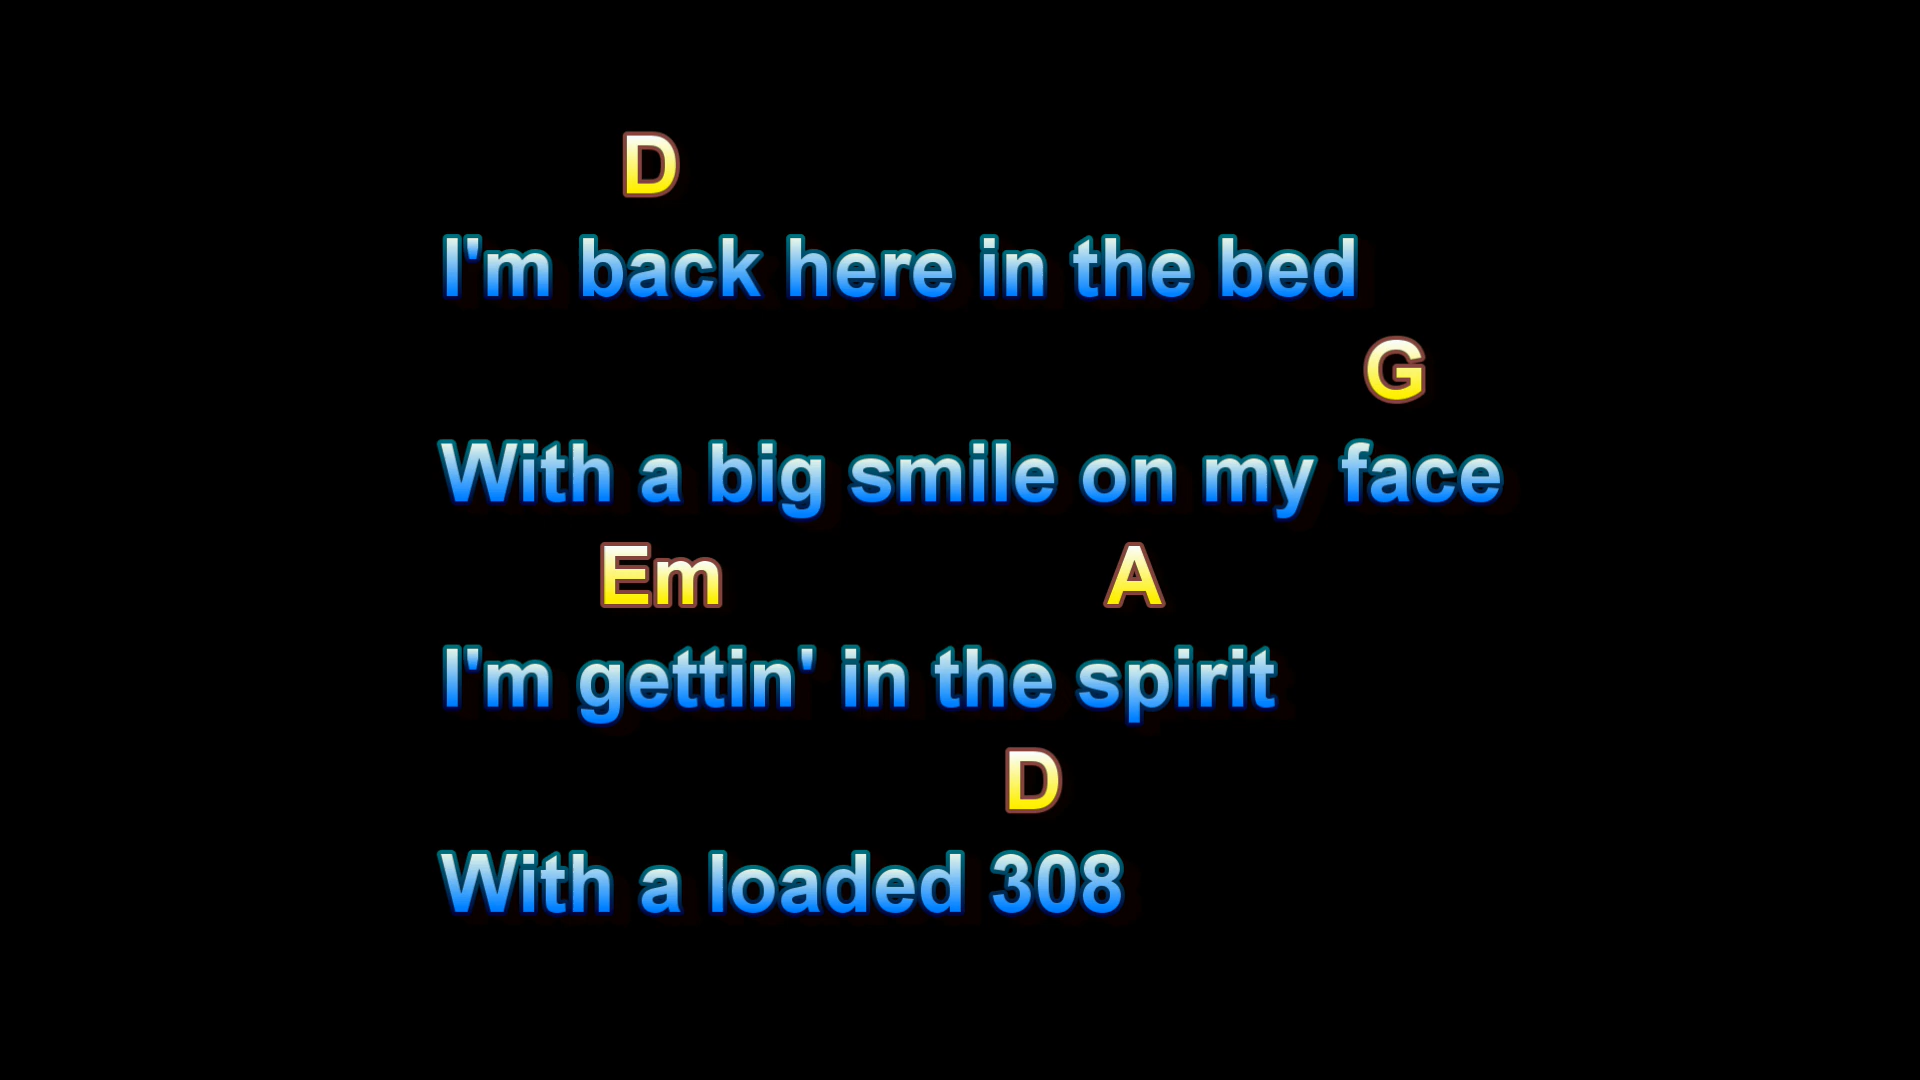 D
I'm back here in the bed
G
With a big smile on my face
Em A
I'm gettin' in the spirit
D
With a loaded 308